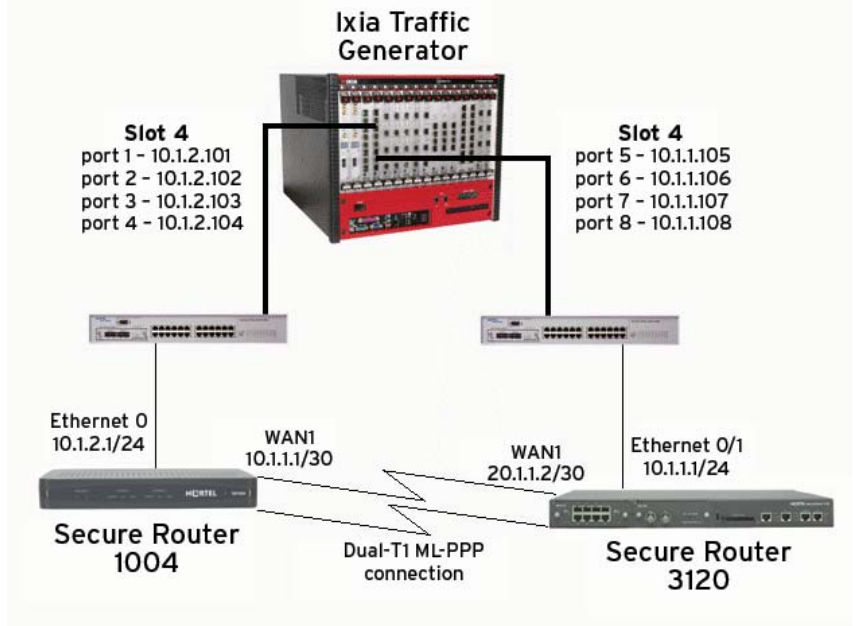 Ixia Traffic
Generator
Slot 4
port 1 – 10.1.2.101
port 2 – 10.1.2.102
port 3 – 10.1.2.103
port 4 – 10.1.2.104
Slot 4
port 5 – 10.1.1.105
port 6 – 10.1.1.106
port 7 – 10.1.1.107
port 8 – 10.1.1.108
Ethernet 0
10.1.2.1/24
WAN1
10.1.1.1/30
WAN1
20.1.1.2/30
Ethernet 0/1
10.1.1.1/24
NORTEL
Secure Router
1004
Dual-T1 ML-PPP
connection
Secure Router
3120